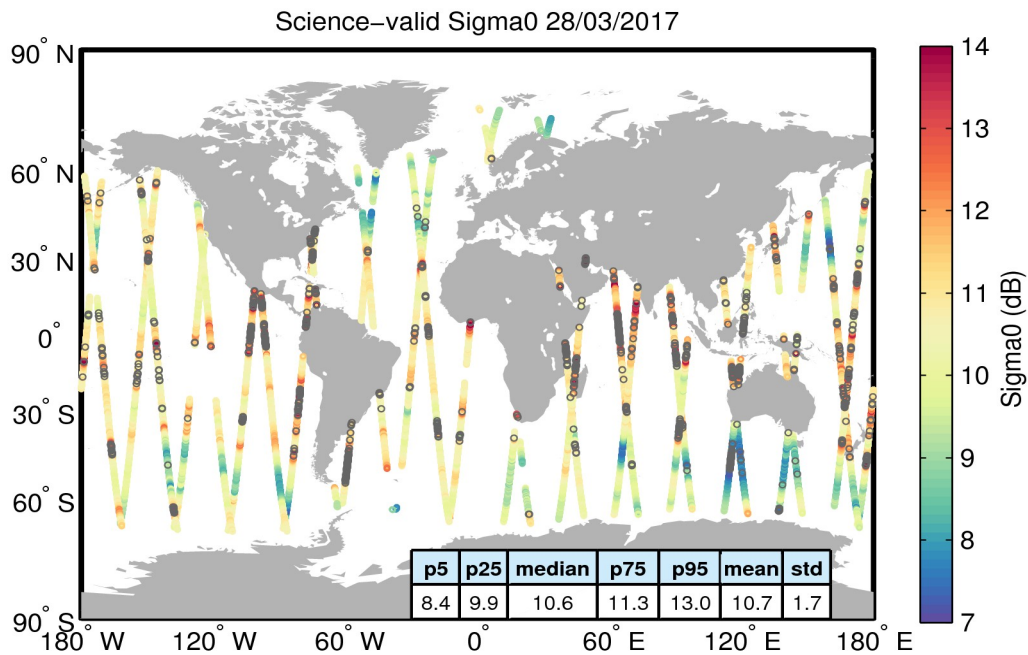 Science−valid Sigma0 28/03/2017
90° N
60° N
30° N
0°
30° S
60° S
90° S
180° W
120° W
60° W
0°
60° E
120° E
180° E
p5 p25 median p75 p95 mean std
8.4 9.9 10.6 11.3 13.0 10.7 1.7
14
13
12
11
10
9
8
7
Sigma0 (dB)